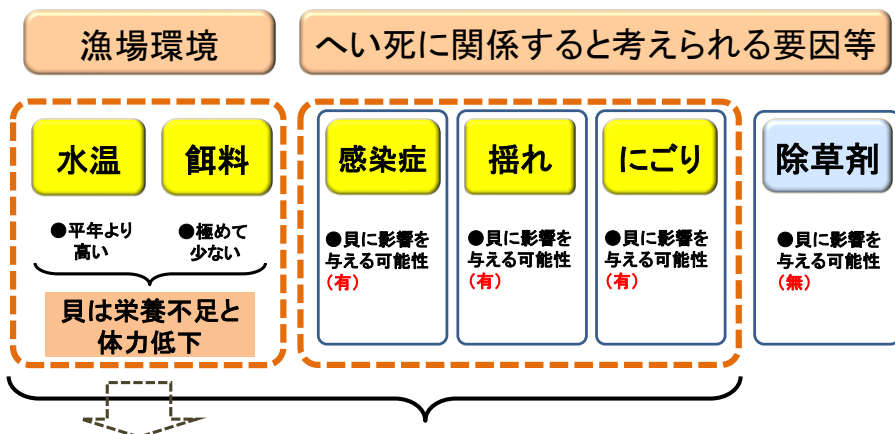 漁場環境
へい死に関係すると考えられる要因等
水温
餌料
●平年より
高い
●極めて
少ない
貝は栄養不足と
体力低下
感染症
●貝に影響を
与える可能性
(有)
揺れ
●貝に影響を
与える可能性
(有)
にごり
●貝に影響を
与える可能性
(有)
除草剤
●貝に影響を
与える可能性
(無)